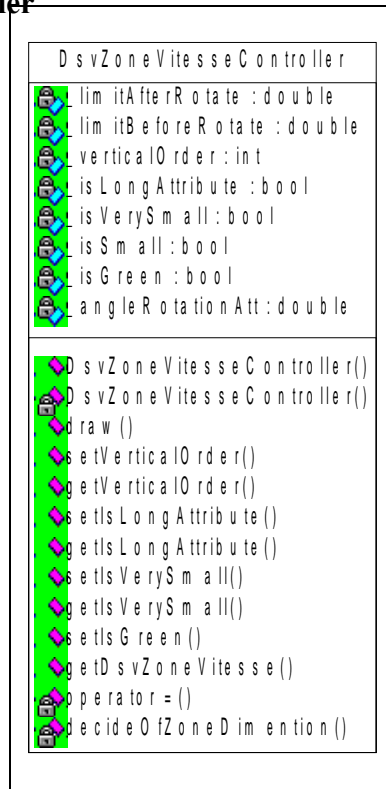 ler
DsvZoneVitesseController
_limitAfterRotate : double
_limitBeforeRotate : double
_verticalOrder : int
_isLongAttribute : bool
_isVerySmall : bool
_isSmall : bool
_isGreen : bool
_angleRotationAtt : double
DsvZoneVitesseController()
DsvZoneVitesseController()
draw()
setVerticalOrder()
getVerticalOrder()
setIsLongAttribute()
getIsLongAttribute()
setIsVerySmall()
getIsVerySmall()
setIsGreen()
getDsvZoneVitesse()
operator=()
decideOfZoneDimention()